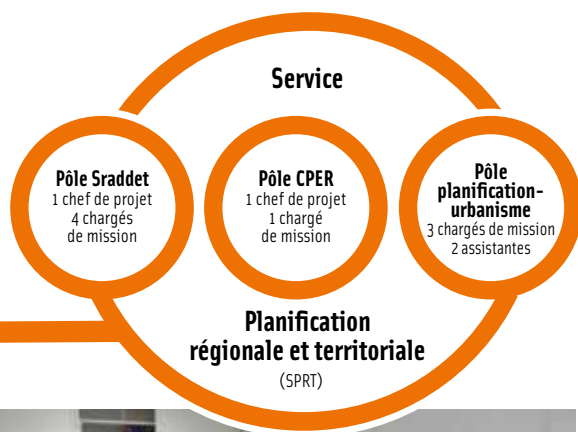 Service
Pôle Sraddet
1 chef de projet
4 chargés
de mission
Pôle CPER
1 chef de projet
1 chargé
de mission
Pôle
planification-
urbanisme
3 chargés de mission
2 assistantes
Planification
régionale et territoriale
(SPRT)